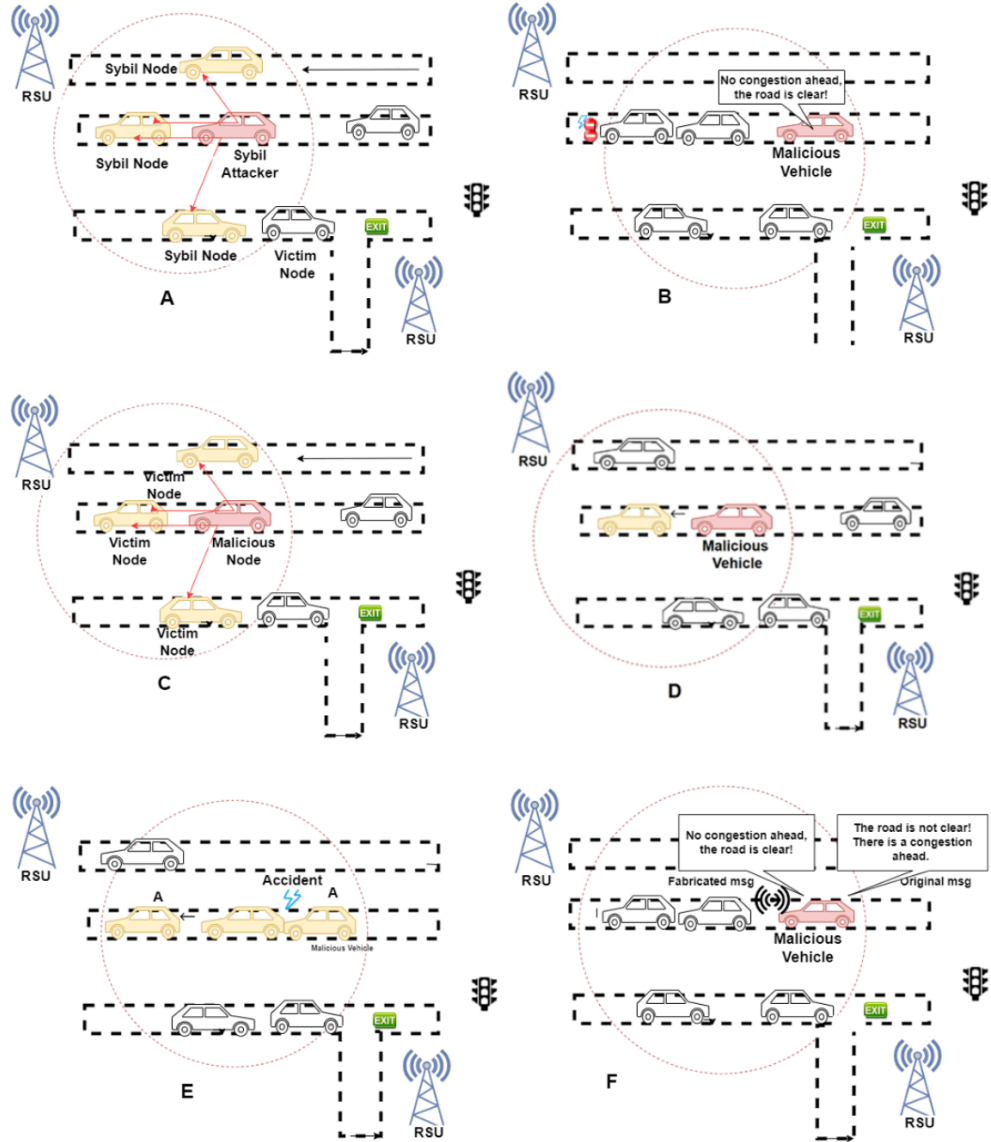 RSU
Sybil Node
Sybil Node
Sybil
Attacker
Sybil Node
Victim
Node
EXIT
RSU
A
RSU
No congestion ahead,
the road is clear!
Malicious
Vehicle
EXIT
RSU
B
RSU
Victim
Node
Victim
Node
Malicious
Node
Victim
Node
EXIT
RSU
C
RSU
Malicious
Vehicle
EXIT
RSU
D
RSU
Accident
A
A
Malicious Vehicle
EXIT
RSU
E
RSU
No congestion ahead,
the road is clear!
The road is not clear!
There is a congestion
ahead.
Fabricated msg
Original msg
Malicious
Vehicle
EXIT
RSU
F